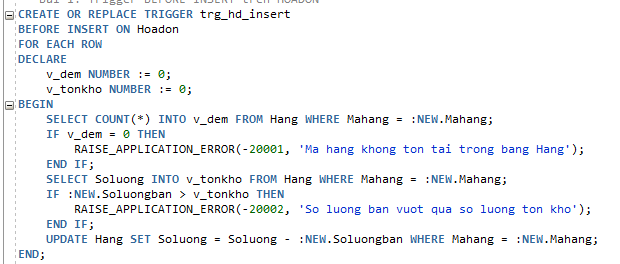 Bai 1. Trigger BEFORE INSERT tren HOADON
CREATE OR REPLACE TRIGGER trg_hd_insert
BEFORE INSERT ON Hoadon
FOR EACH ROW
DECLARE
    v_dem NUMBER := 0;
    v_tonkho NUMBER := 0;
BEGIN
    SELECT COUNT(*) INTO v_dem FROM Hang WHERE Mahang = :NEW.Mahang;
    IF v_dem = 0 THEN
        RAISE_APPLICATION_ERROR(-20001, 'Ma hang khong ton tai trong bang Hang');
    END IF;
    SELECT Soluong INTO v_tonkho FROM Hang WHERE Mahang = :NEW.Mahang;
    IF :NEW.Soluongban > v_tonkho THEN
        RAISE_APPLICATION_ERROR(-20002, 'So luong ban vuot qua so luong ton kho');
    END IF;
    UPDATE Hang SET Soluong = Soluong - :NEW.Soluongban WHERE Mahang = :NEW.Mahang;
END;